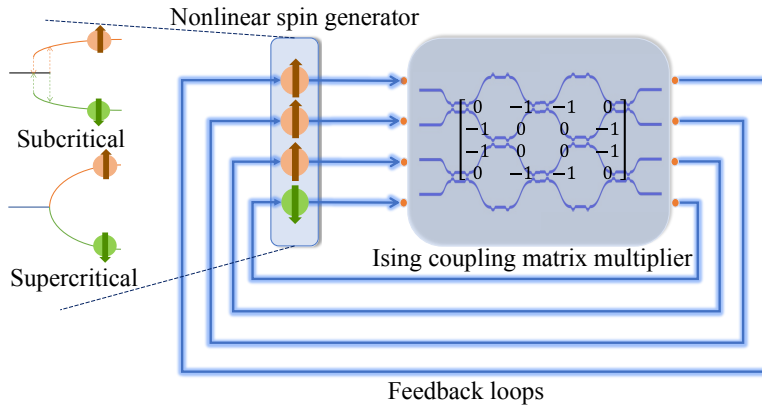 Nonlinear spin generator
Subcritical
Supercritical
0 −1 −1 0
−1 0 0 −1
−1 0 0 −1
0 −1 −1 0
Ising coupling matrix multiplier
Feedback loops